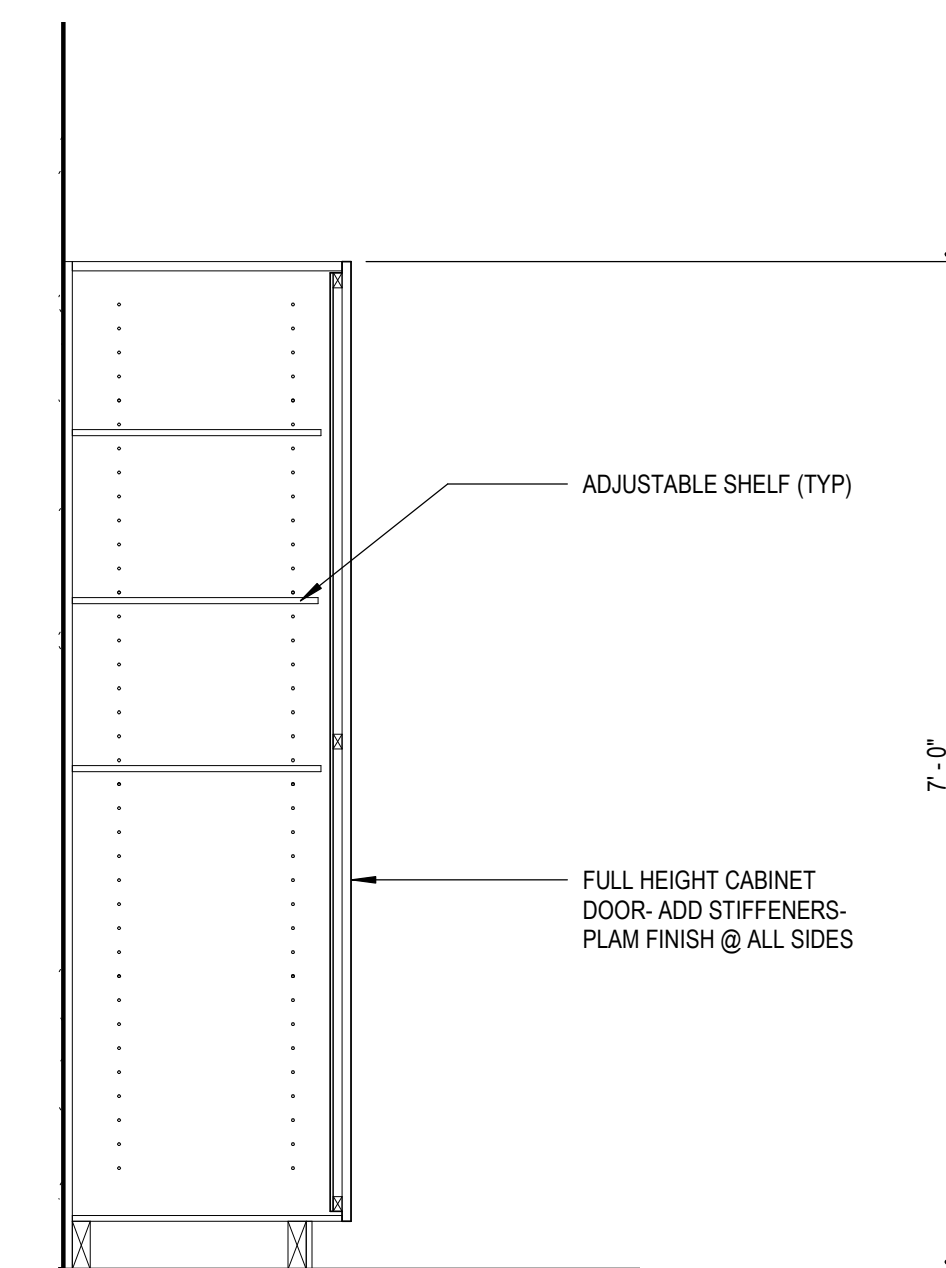 ADJUSTABLE SHELF (TYP)
7' - 0"
FULL HEIGHT CABINET
DOOR- ADD STIFFENERS-
PLAM FINISH @ ALL SIDES